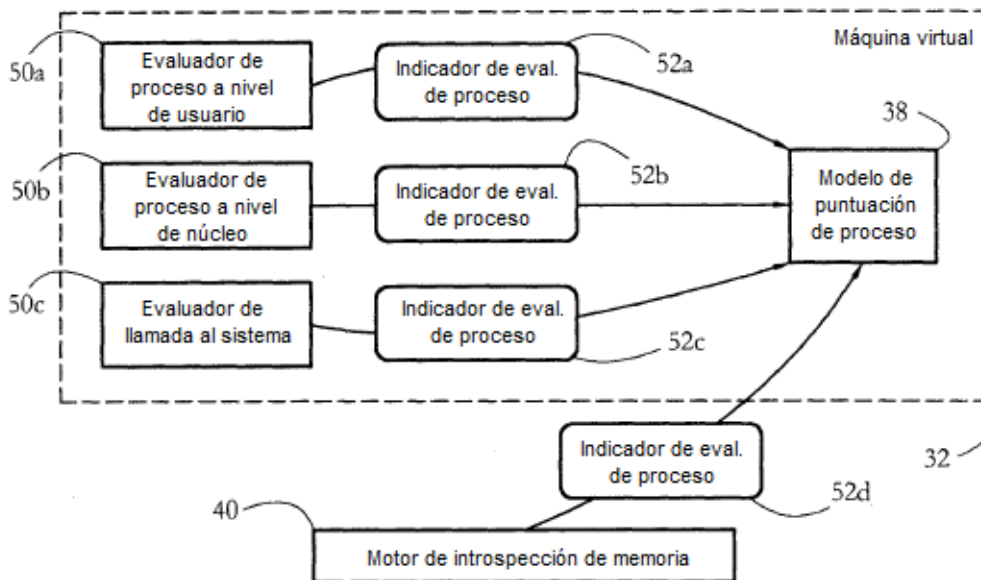 Máquina virtual
50a
Evaluador de
proceso a nivel
de usuario
Indicador de eval.
de proceso
52a
38
50b
Evaluador de
proceso a nivel
de núcleo
Indicador de eval.
de proceso
52b
Modelo de
puntuación
de proceso
50c
Evaluador de
llamada al sistema
Indicador de eval.
de proceso
52c
Indicador de eval.
de proceso
32
52d
40
Motor de introspección de memoria